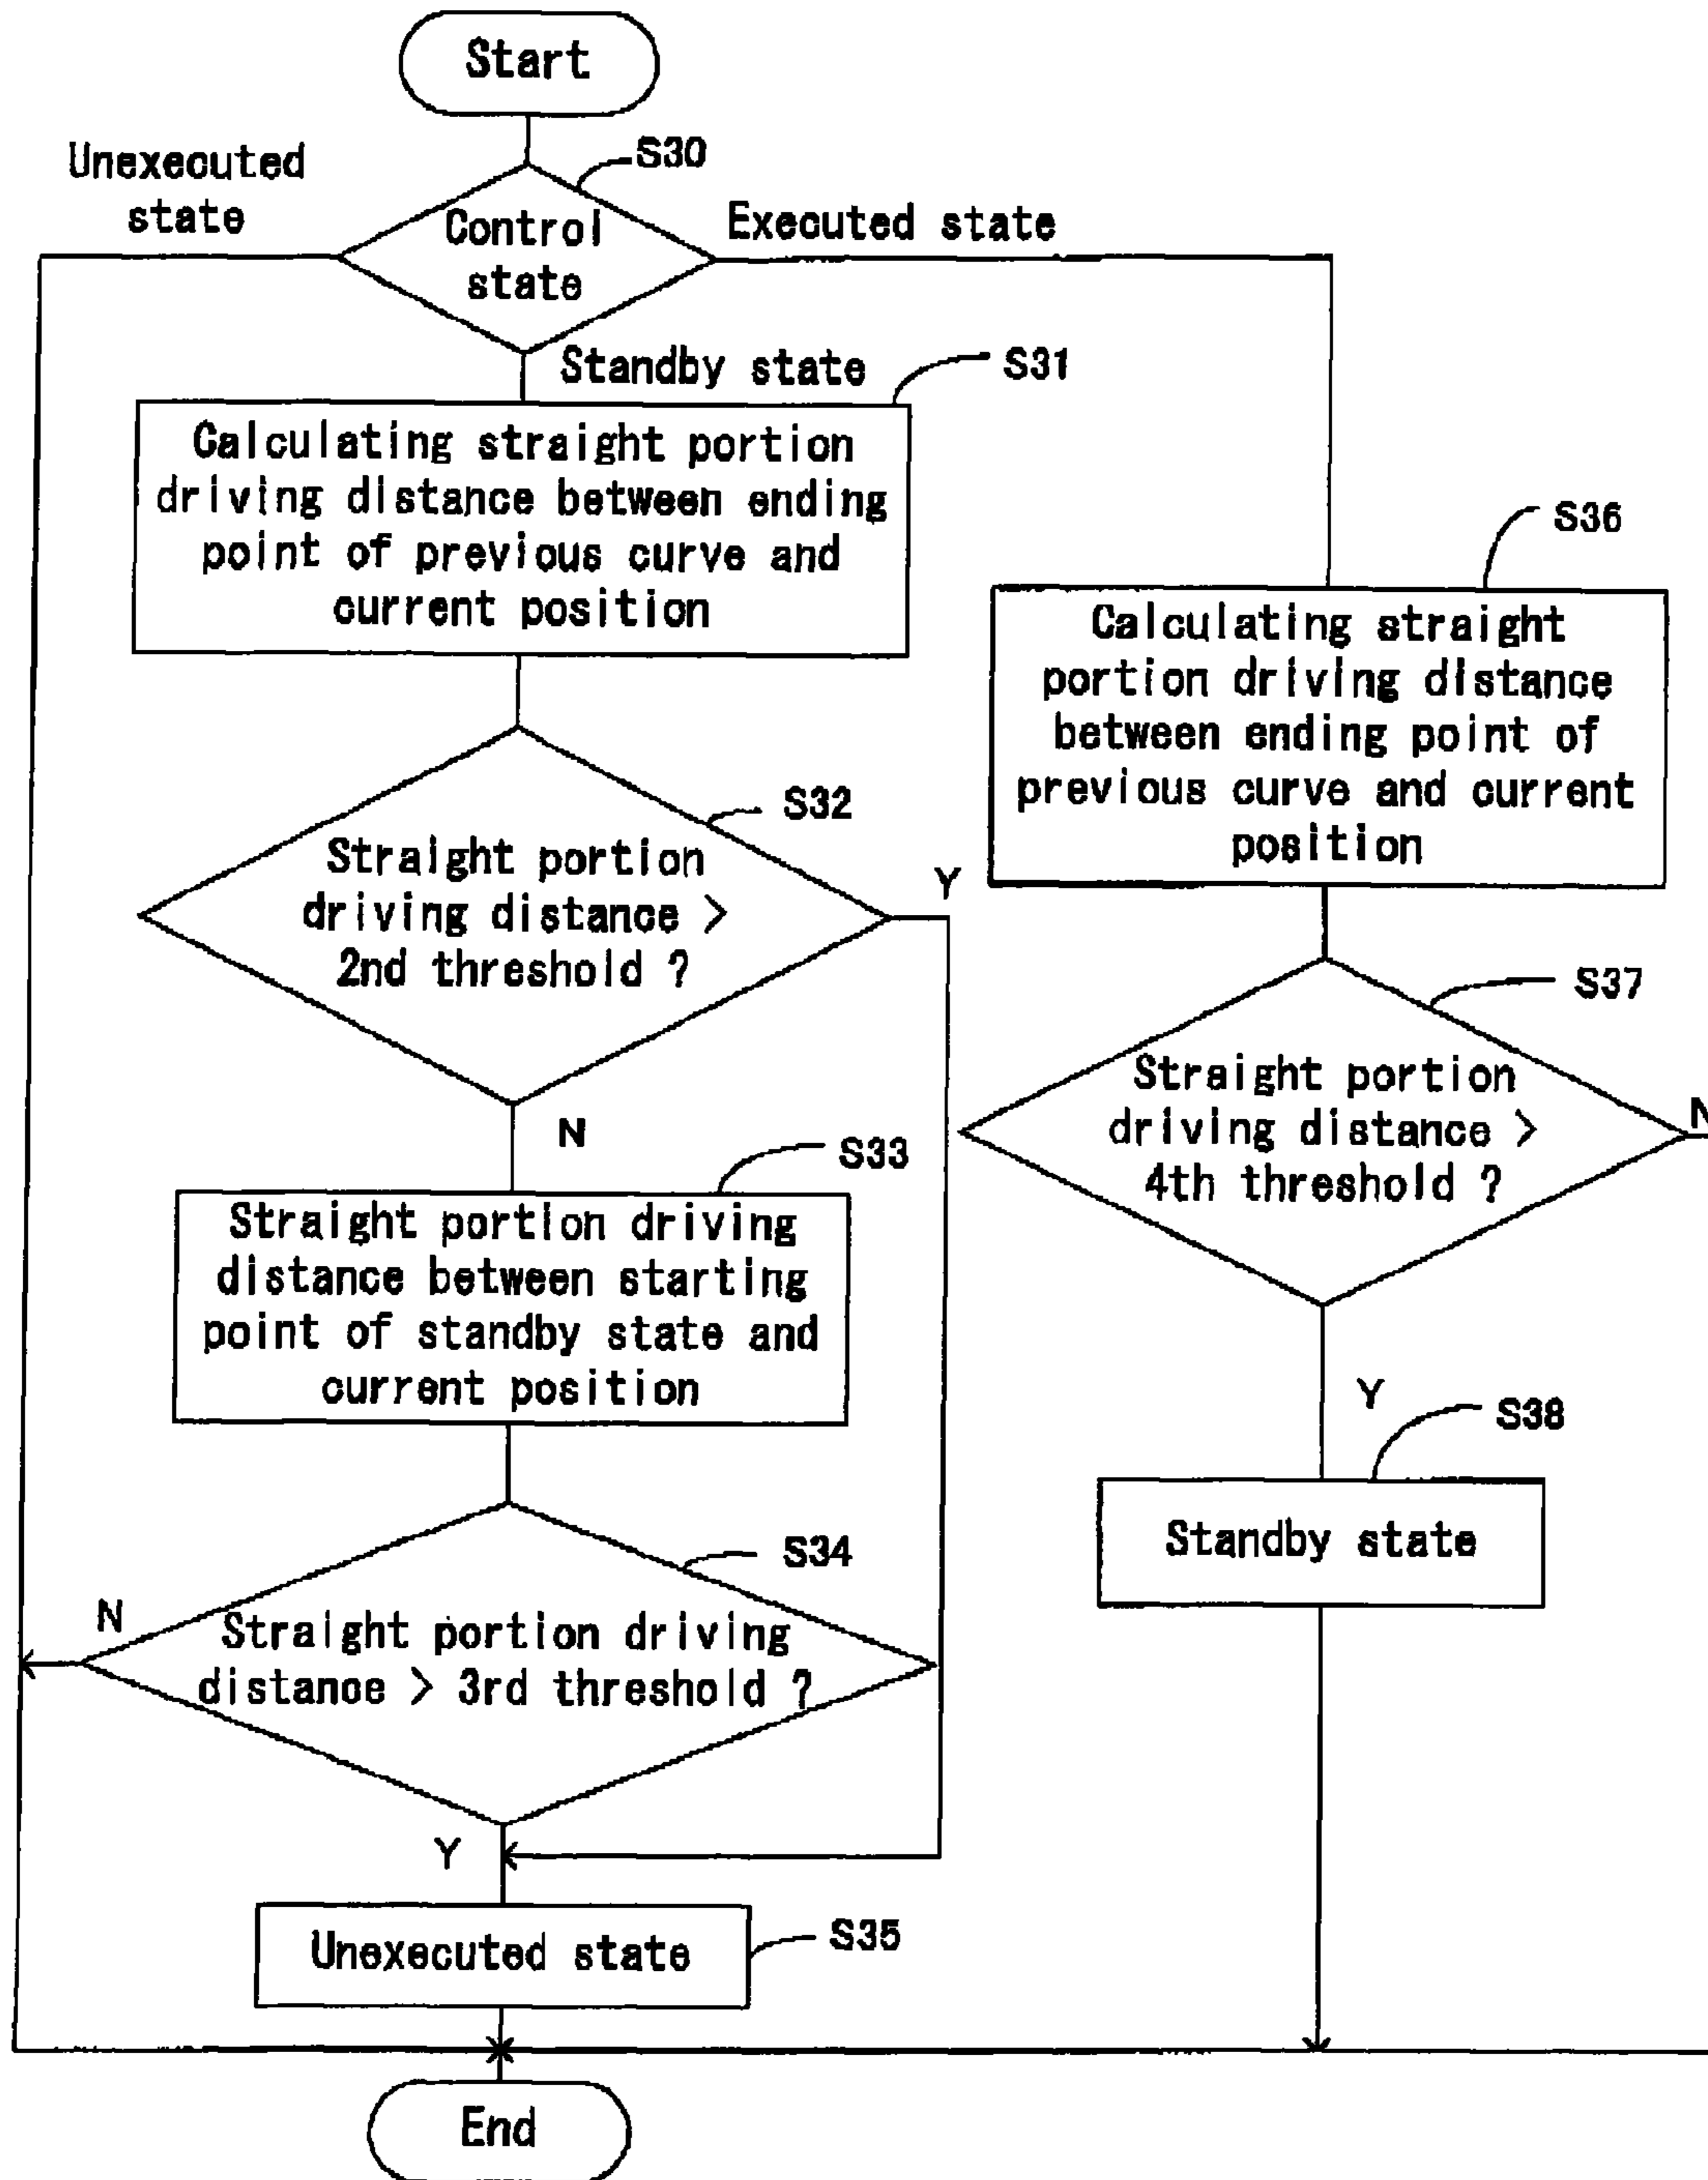 Start
S30
Unexecuted
state
Control
state
Executed state
Standby state
S31
Calculating straight portion
driving distance between ending
point of previous curve and
current position
S36
Calculating straight
portion driving distance
between ending point of
previous curve and current
position
S32
Straight portion
driving distance >
2nd threshold ?
Y
N
S37
Straight portion
driving distance >
4th threshold ?
N
Y
S33
Straight portion driving
distance between starting
point of standby state and
current position
S38
Standby state
S34
N
Straight portion driving
distance > 3rd threshold ?
Y
Unexecuted state
S35
End